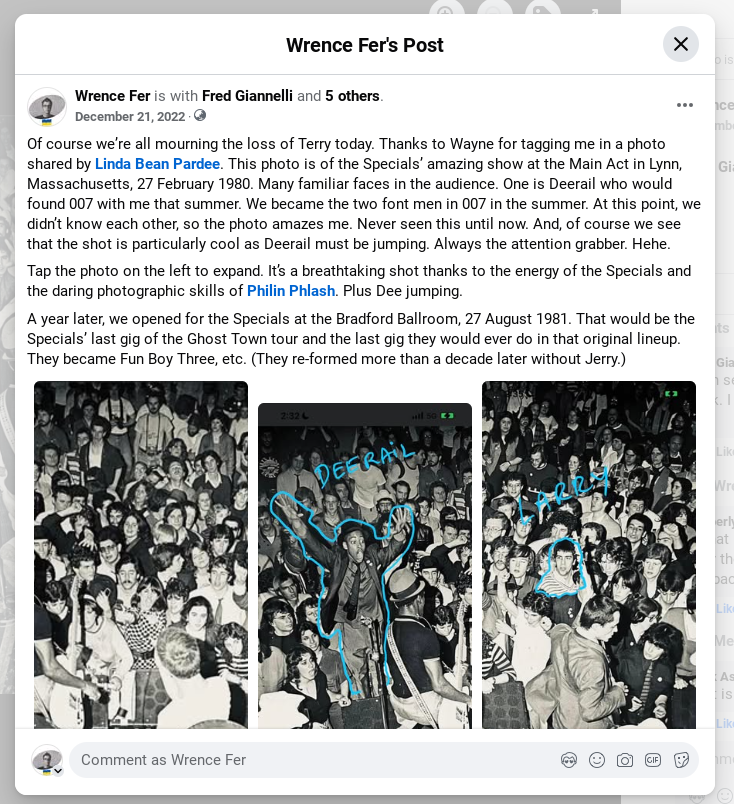 Wrence Fer's Post
Wrence Fer is with Fred Giannelli and 5 others.
December 21, 2022 ·
Of course we’re all mourning the loss of Terry today. Thanks to Wayne for tagging me in a photo
shared by Linda Bean Pardee. This photo is of the Specials’ amazing show at the Main Act in Lynn,
Massachusetts, 27 February 1980. Many familiar faces in the audience. One is Deerail who would
found 007 with me that summer. We became the two font men in 007 in the summer. At this point, we
didn’t know each other, so the photo amazes me. Never seen this until now. And, of course we see
that the shot is particularly cool as Deerail must be jumping. Always the attention grabber. Hehe.
Tap the photo on the left to expand. It’s a breathtaking shot thanks to the energy of the Specials and
the daring photographic skills of Philin Phlash. Plus Dee jumping.
A year later, we opened for the Specials at the Bradford Ballroom, 27 August 1981. That would be the
Specials’ last gig of the Ghost Town tour and the last gig they would ever do in that original lineup.
They became Fun Boy Three, etc. (They re-formed more than a decade later without Jerry.)
2:32 5G
DEERAIL
LARRY
Comment as Wrence Fer
GIF